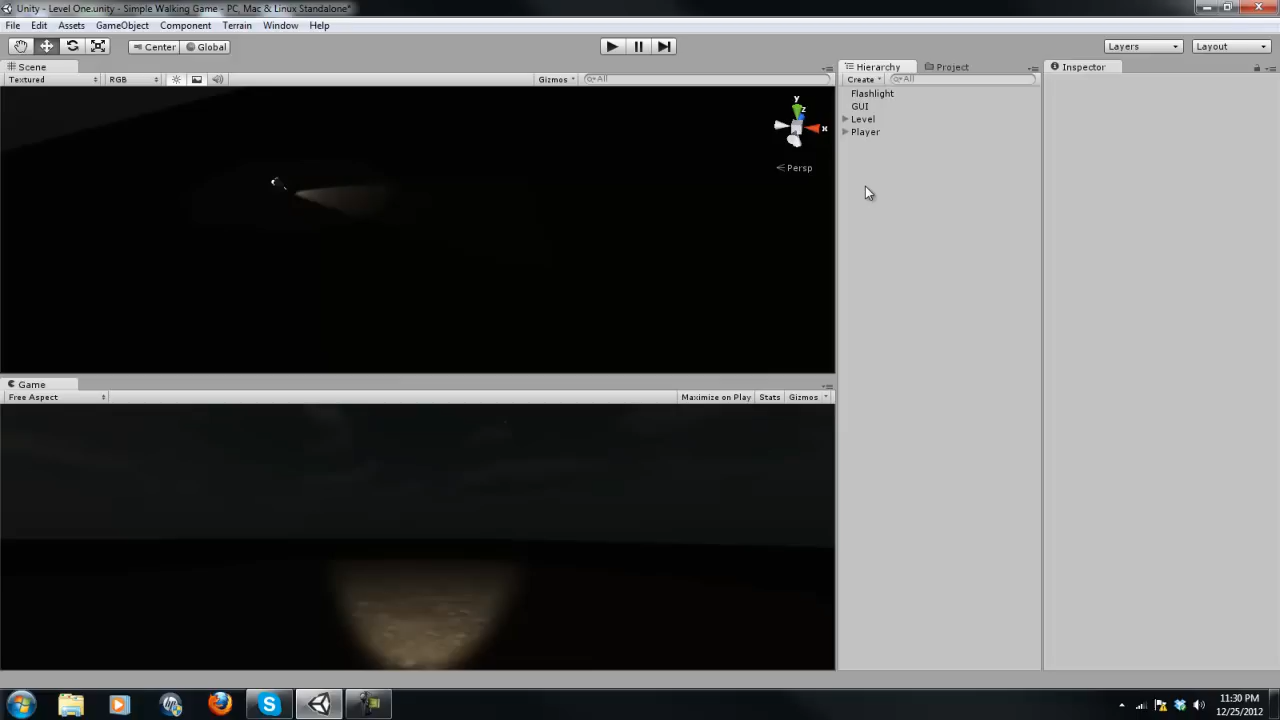 Unity - Level One.unity - Simple Walking Game - PC, Mac & Linux Standalone*
File Edit Assets GameObject Component Terrain Window Help
Center Global Layers Layout
Scene Hierarchy Project Inspector
Textured RGB Gizmos All Create All
Flashlight
GUI
Level
Player
y
z
x
Persp
Game
Free Aspect Maximize on Play Stats Gizmos
11:30 PM
12/25/2012